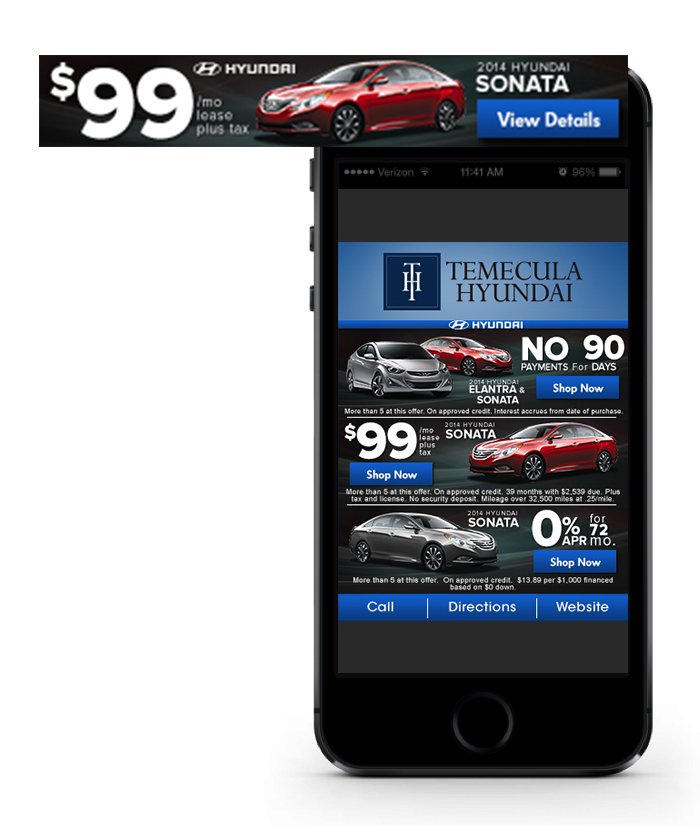 $99 /mo
lease
plus tax
HYUNDAI
2014 HYUNDAI
SONATA
View Details
Verizon 11:41 AM 96%
TH TEMECULA
HYUNDAI
HYUNDAI
NO 90
PAYMENTS For DAYS
2014 HYUNDAI
ELANTRA &
SONATA
Shop Now
More than 5 at this offer. On approved credit. Interest accrues from date of purchase.
$99 /mo
lease
plus
tax
2014 HYUNDAI
SONATA
Shop Now
More than 5 at this offer. On approved credit. 39 months with $2,539 due. Plus
tax and license. No security deposit. Mileage over 32,500 miles at .25/mile.
2014 HYUNDAI
SONATA
0% APR for
72
mo.
Shop Now
More than 5 at this offer. On approved credit. $13.89 per $1,000 financed
based on $0 down.
Call Directions Website